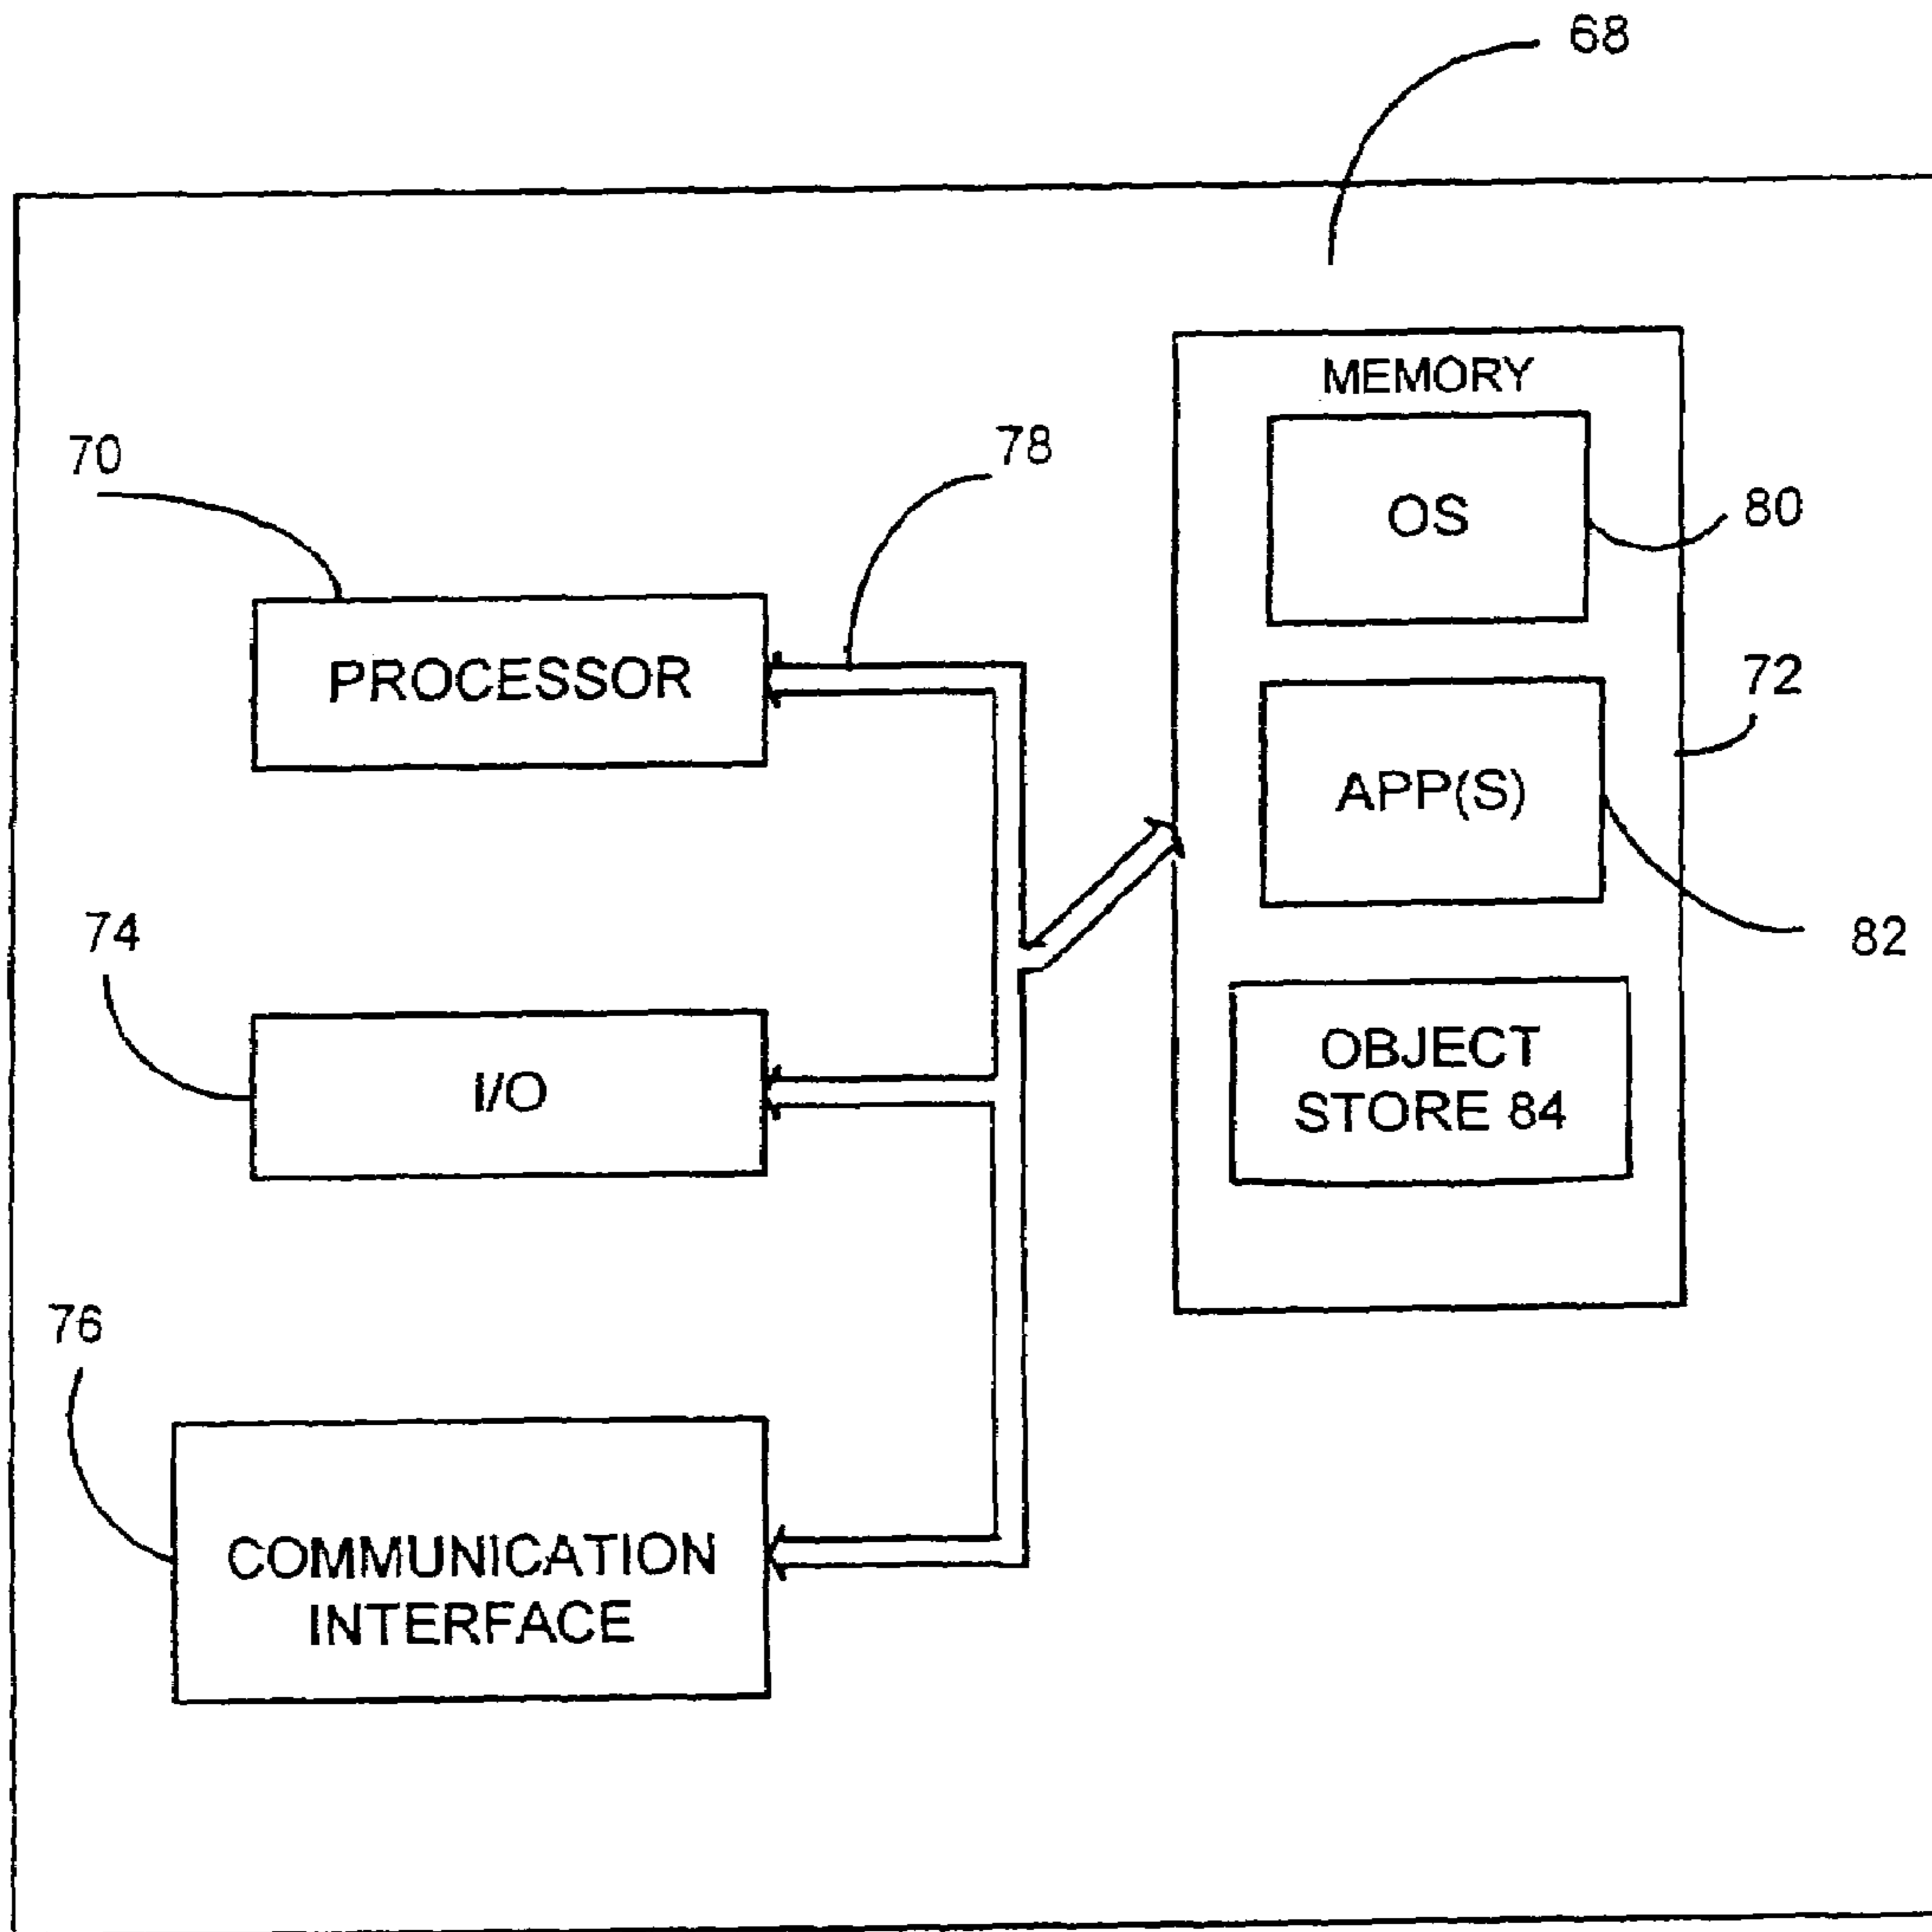 68
MEMORY
70
78
OS
80
PROCESSOR
72
APP(S)
74
82
I/O
OBJECT
STORE 84
76
COMMUNICATION
INTERFACE